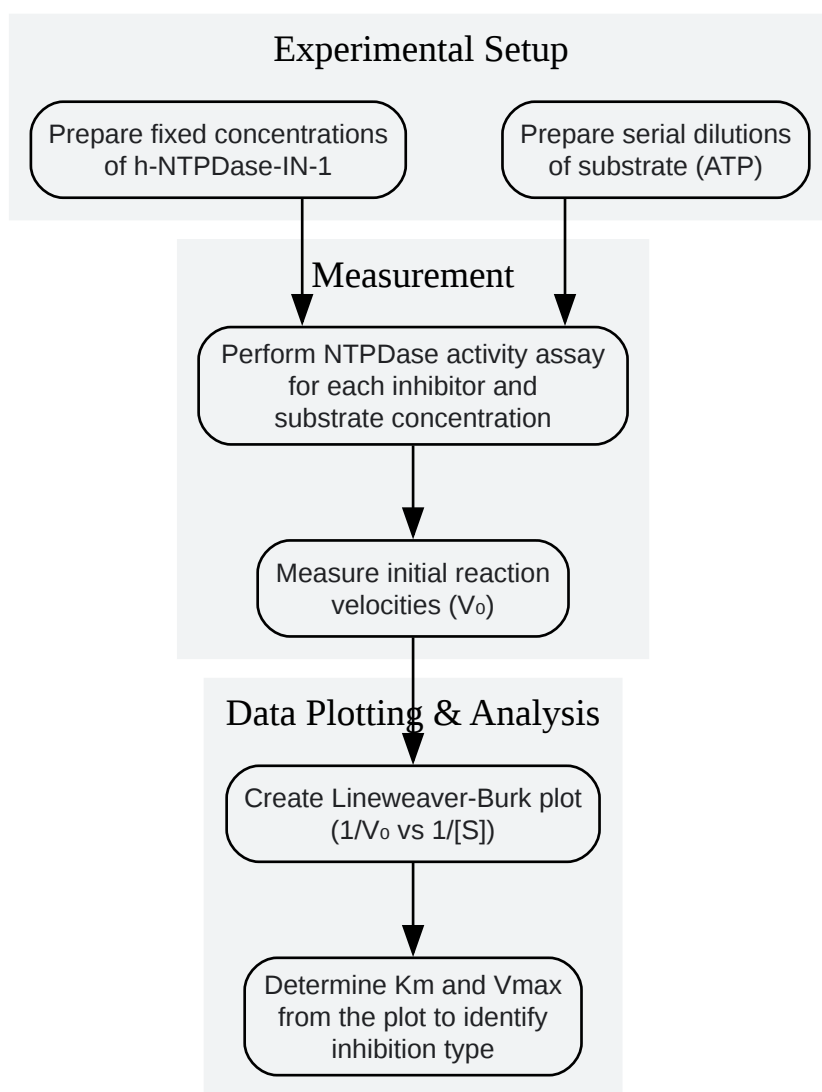 Experimental Setup
Prepare fixed concentrations
of h-NTPDase-IN-1
Prepare serial dilutions
of substrate (ATP)
Measurement
Perform NTPDase activity assay
for each inhibitor and
substrate concentration
Measure initial reaction
velocities (V₀)
Data Plotting & Analysis
Create Lineweaver-Burk plot
(1/V₀ vs 1/[S])
Determine Km and Vmax
from the plot to identify
inhibition type